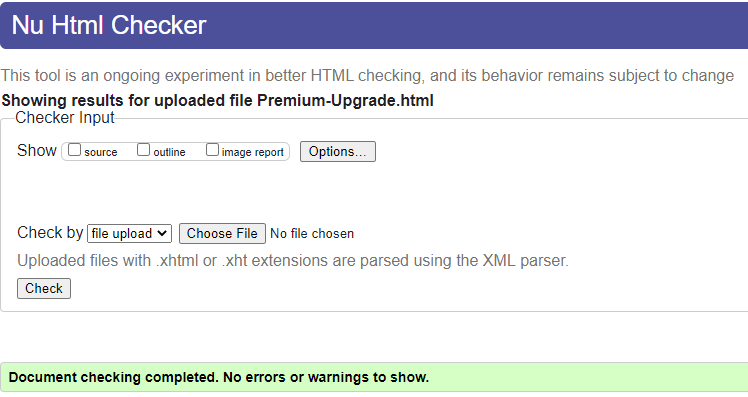 Nu Html Checker
This tool is an ongoing experiment in better HTML checking, and its behavior remains subject to change
Showing results for uploaded file Premium-Upgrade.html
Checker Input
Show source outline image report Options...
Check by file upload Choose File No file chosen
Uploaded files with .xhtml or .xht extensions are parsed using the XML parser.
Check
Document checking completed. No errors or warnings to show.